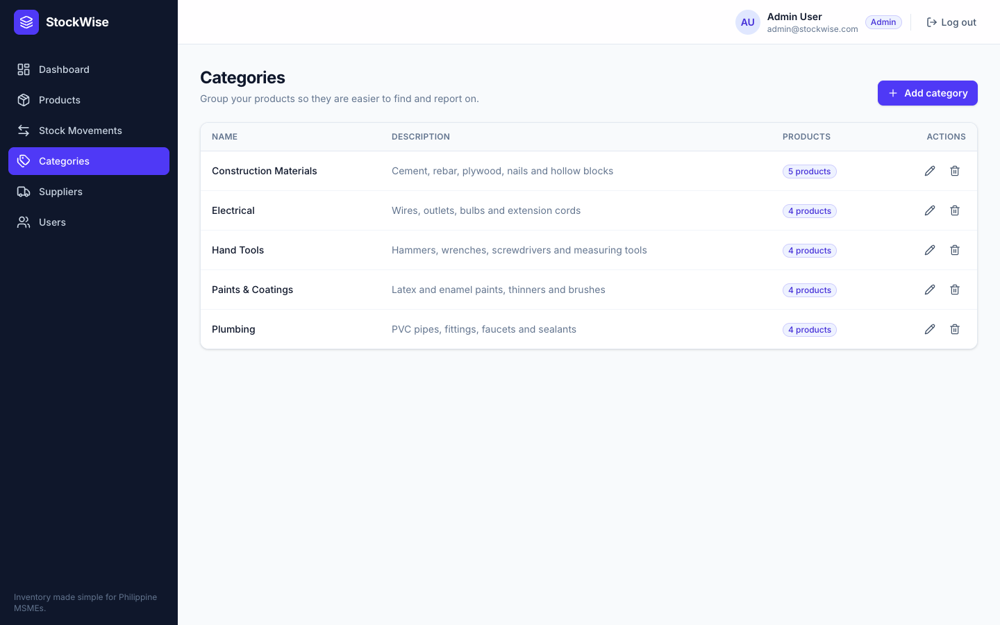 StockWise
AU
Admin User
admin@stockwise.com
Admin
Log out
Dashboard
Products
Stock Movements
Categories
Suppliers
Users
Inventory made simple for Philippine
MSMEs.
Categories
Group your products so they are easier to find and report on.
Add category
NAME DESCRIPTION PRODUCTS ACTIONS
Construction Materials Cement, rebar, plywood, nails and hollow blocks 5 products
Electrical Wires, outlets, bulbs and extension cords 4 products
Hand Tools Hammers, wrenches, screwdrivers and measuring tools 4 products
Paints & Coatings Latex and enamel paints, thinners and brushes 4 products
Plumbing PVC pipes, fittings, faucets and sealants 4 products